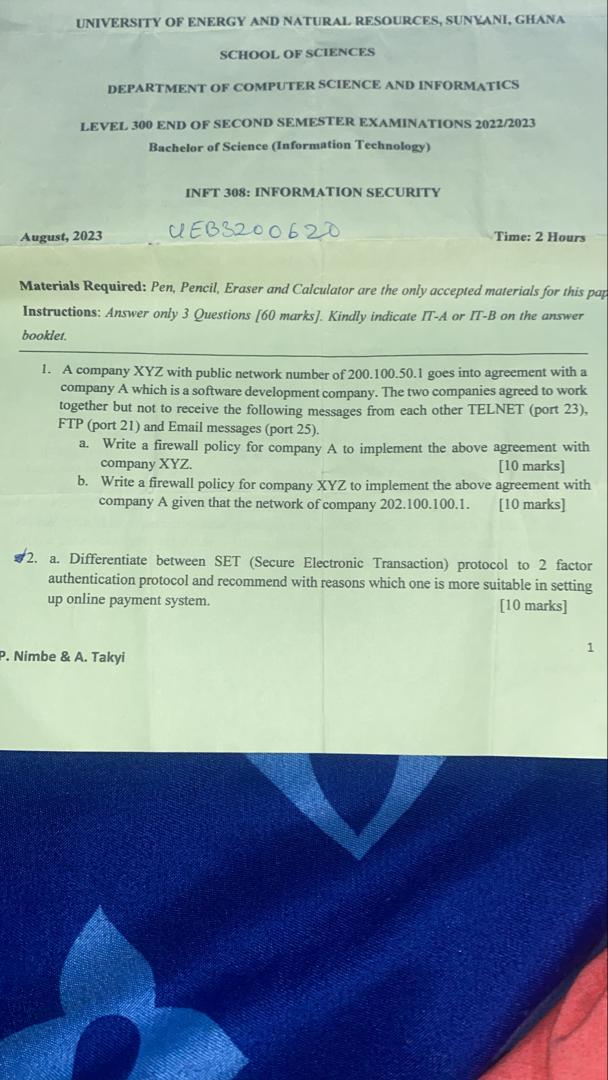 UNIVERSITY OF ENERGY AND NATURAL RESOURCES, SUNYANI, GHANA
SCHOOL OF SCIENCES
DEPARTMENT OF COMPUTER SCIENCE AND INFORMATICS
LEVEL 300 END OF SECOND SEMESTER EXAMINATIONS 2022/2023
Bachelor of Science (Information Technology)
INFT 308: INFORMATION SECURITY
August, 2023 UEB3200620 Time: 2 Hours
Materials Required: Pen, Pencil, Eraser and Calculator are the only accepted materials for this pap
Instructions: Answer only 3 Questions [60 marks]. Kindly indicate IT-A or IT-B on the answer
booklet.
1. A company XYZ with public network number of 200.100.50.1 goes into agreement with a
company A which is a software development company. The two companies agreed to work
together but not to receive the following messages from each other TELNET (port 23),
FTP (port 21) and Email messages (port 25).
a. Write a firewall policy for company A to implement the above agreement with
company XYZ. [10 marks]
b. Write a firewall policy for company XYZ to implement the above agreement with
company A given that the network of company 202.100.100.1. [10 marks]
2. a. Differentiate between SET (Secure Electronic Transaction) protocol to 2 factor
authentication protocol and recommend with reasons which one is more suitable in setting
up online payment system. [10 marks]
1
P. Nimbe & A. Takyi